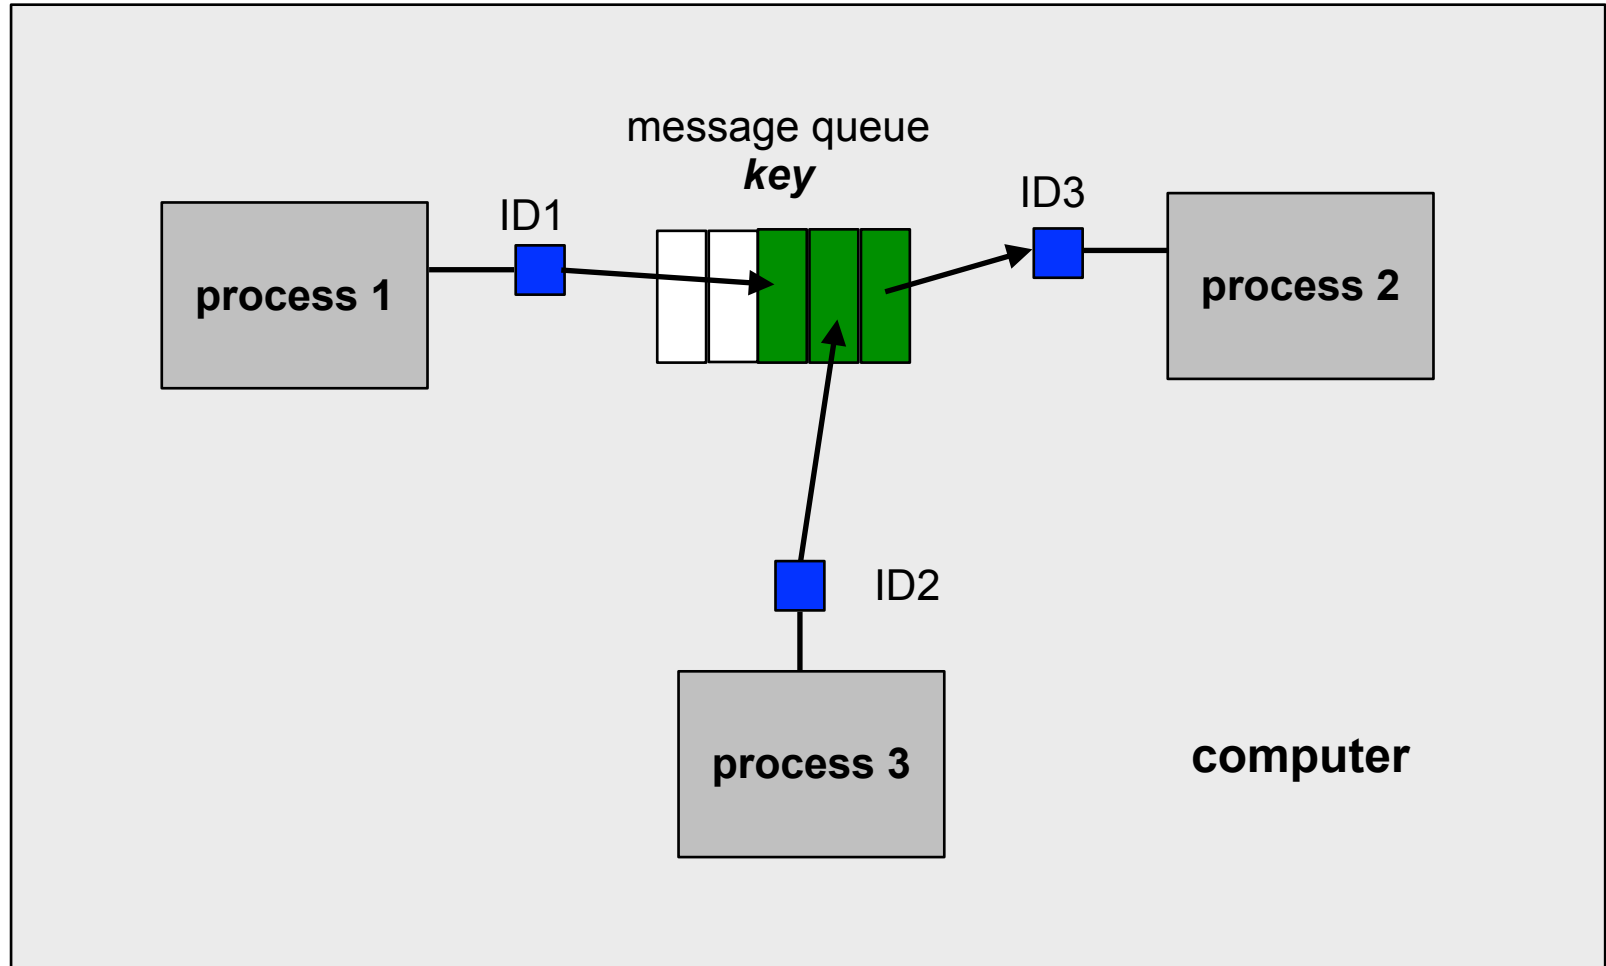 message queue
key
ID1
ID3
process 1
process 2
ID2
process 3
computer